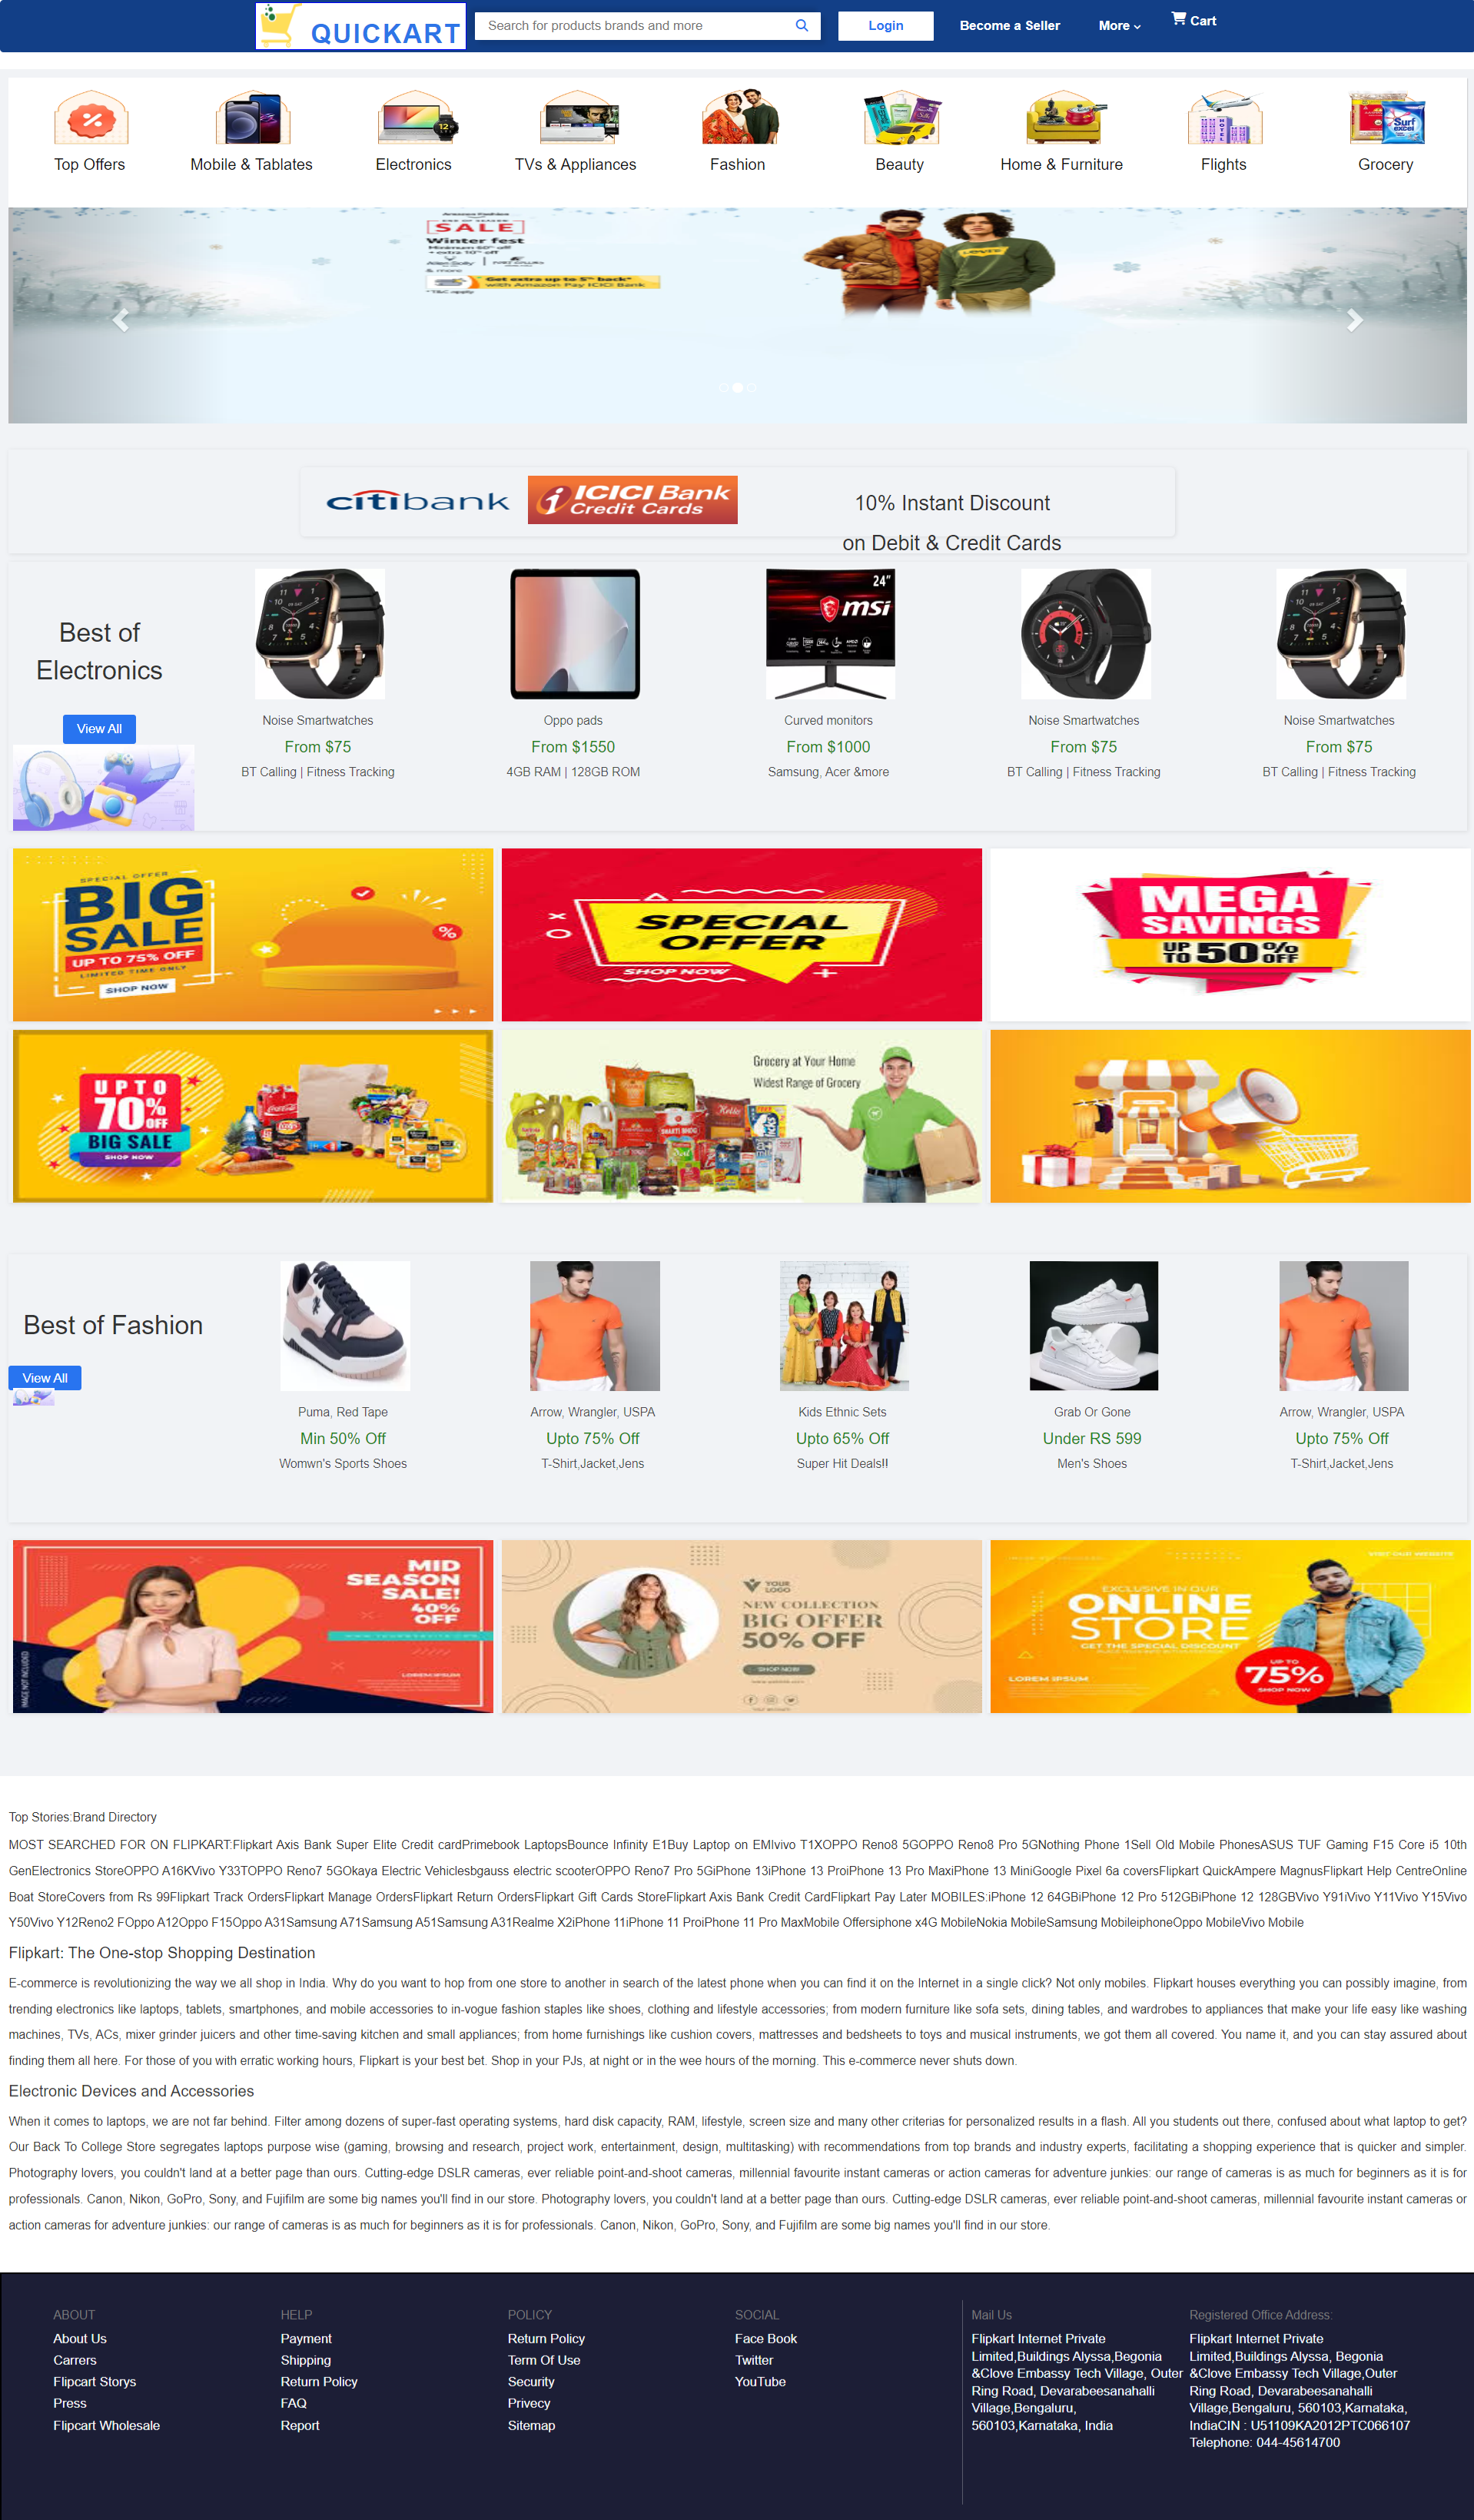 QUICKART
Search for products brands and more
Login
Become a Seller
More
Cart
Top Offers
Mobile & Tablates
Electronics
TVs & Appliances
Fashion
Beauty
Home & Furniture
Flights
Grocery
Amazon Fashion
SALE
Winter fest
Get extra up to 5% back*
with Amazon Pay ICICI Bank
citibank
ICICI Bank
Credit Cards
10% Instant Discount
on Debit & Credit Cards
Best of
Electronics
View All
Noise Smartwatches
From $75
BT Calling | Fitness Tracking
Oppo pads
From $1550
4GB RAM | 128GB ROM
24"
msi
Curved monitors
From $1000
Samsung, Acer &more
Noise Smartwatches
From $75
BT Calling | Fitness Tracking
Noise Smartwatches
From $75
BT Calling | Fitness Tracking
SPECIAL OFFER
BIG
SALE
UP TO 75% OFF
LIMITED TIME ONLY
SHOP NOW
SPECIAL
OFFER
SHOP NOW
MEGA
SAVINGS
UP TO 50% OFF
UPTO
70% OFF
BIG SALE
SHOP NOW
Grocery at Your Home
Widest Range of Grocery
Best of Fashion
View All
Puma, Red Tape
Min 50% Off
Womwn's Sports Shoes
Arrow, Wrangler, USPA
Upto 75% Off
T-Shirt,Jacket,Jens
Kids Ethnic Sets
Upto 65% Off
Super Hit Deals!!
Grab Or Gone
Under RS 599
Men's Shoes
Arrow, Wrangler, USPA
Upto 75% Off
T-Shirt,Jacket,Jens
MID
SEASON
SALE!
40%
OFF
LOREM IPSUM
IMAGE NOT INCLUDED
YOUR
LOGO
NEW COLLECTION
BIG OFFER
50% OFF
SHOP NOW
VISIT OUR WEBSITE
EXCLUSIVE IN OUR
ONLINE
STORE
GET THE SPECIAL DISCOUNT
LOREM IPSUM
UP TO
75%
SHOP NOW
Top Stories:Brand Directory
MOST SEARCHED FOR ON FLIPKART:Flipkart Axis Bank Super Elite Credit cardPrimebook LaptopsBounce Infinity E1Buy Laptop on EMIvivo T1XOPPO Reno8 5GOPPO Reno8 Pro 5GNothing Phone 1Sell Old Mobile PhonesASUS TUF Gaming F15 Core i5 10th
GenElectronics StoreOPPO A16KVivo Y33TOPPO Reno7 5GOkaya Electric Vehiclesbgauss electric scooterOPPO Reno7 Pro 5GiPhone 13iPhone 13 ProiPhone 13 Pro MaxiPhone 13 MiniGoogle Pixel 6a coversFlipkart QuickAmpere MagnusFlipkart Help CentreOnline
Boat StoreCovers from Rs 99Flipkart Track OrdersFlipkart Manage OrdersFlipkart Return OrdersFlipkart Gift Cards StoreFlipkart Axis Bank Credit CardFlipkart Pay Later MOBILES:iPhone 12 64GBiPhone 12 Pro 512GBiPhone 12 128GBVivo Y91iVivo Y11Vivo Y15Vivo
Y50Vivo Y12Reno2 FOppo A12Oppo F15Oppo A31Samsung A71Samsung A51Samsung A31Realme X2iPhone 11iPhone 11 ProiPhone 11 Pro MaxMobile Offersiphone x4G MobileNokia MobileSamsung MobileiphoneOppo MobileVivo Mobile
Flipkart: The One-stop Shopping Destination
E-commerce is revolutionizing the way we all shop in India. Why do you want to hop from one store to another in search of the latest phone when you can find it on the Internet in a single click? Not only mobiles. Flipkart houses everything you can possibly imagine, from
trending electronics like laptops, tablets, smartphones, and mobile accessories to in-vogue fashion staples like shoes, clothing and lifestyle accessories; from modern furniture like sofa sets, dining tables, and wardrobes to appliances that make your life easy like washing
machines, TVs, ACs, mixer grinder juicers and other time-saving kitchen and small appliances; from home furnishings like cushion covers, mattresses and bedsheets to toys and musical instruments, we got them all covered. You name it, and you can stay assured about
finding them all here. For those of you with erratic working hours, Flipkart is your best bet. Shop in your PJs, at night or in the wee hours of the morning. This e-commerce never shuts down.
Electronic Devices and Accessories
When it comes to laptops, we are not far behind. Filter among dozens of super-fast operating systems, hard disk capacity, RAM, lifestyle, screen size and many other criterias for personalized results in a flash. All you students out there, confused about what laptop to get?
Our Back To College Store segregates laptops purpose wise (gaming, browsing and research, project work, entertainment, design, multitasking) with recommendations from top brands and industry experts, facilitating a shopping experience that is quicker and simpler.
Photography lovers, you couldn't land at a better page than ours. Cutting-edge DSLR cameras, ever reliable point-and-shoot cameras, millennial favourite instant cameras or action cameras for adventure junkies: our range of cameras is as much for beginners as it is for
professionals. Canon, Nikon, GoPro, Sony, and Fujifilm are some big names you'll find in our store. Photography lovers, you couldn't land at a better page than ours. Cutting-edge DSLR cameras, ever reliable point-and-shoot cameras, millennial favourite instant cameras or
action cameras for adventure junkies: our range of cameras is as much for beginners as it is for professionals. Canon, Nikon, GoPro, Sony, and Fujifilm are some big names you'll find in our store.
ABOUT
About Us
Carrers
Flipcart Storys
Press
Flipcart Wholesale
HELP
Payment
Shipping
Return Policy
FAQ
Report
POLICY
Return Policy
Term Of Use
Security
Privecy
Sitemap
SOCIAL
Face Book
Twitter
YouTube
Mail Us
Flipkart Internet Private
Limited,Buildings Alyssa,Begonia
&Clove Embassy Tech Village, Outer
Ring Road, Devarabeesanahalli
Village,Bengaluru,
560103,Karnataka, India
Registered Office Address:
Flipkart Internet Private
Limited,Buildings Alyssa, Begonia
&Clove Embassy Tech Village,Outer
Ring Road, Devarabeesanahalli
Village,Bengaluru, 560103,Karnataka,
IndiaCIN : U51109KA2012PTC066107
Telephone: 044-45614700